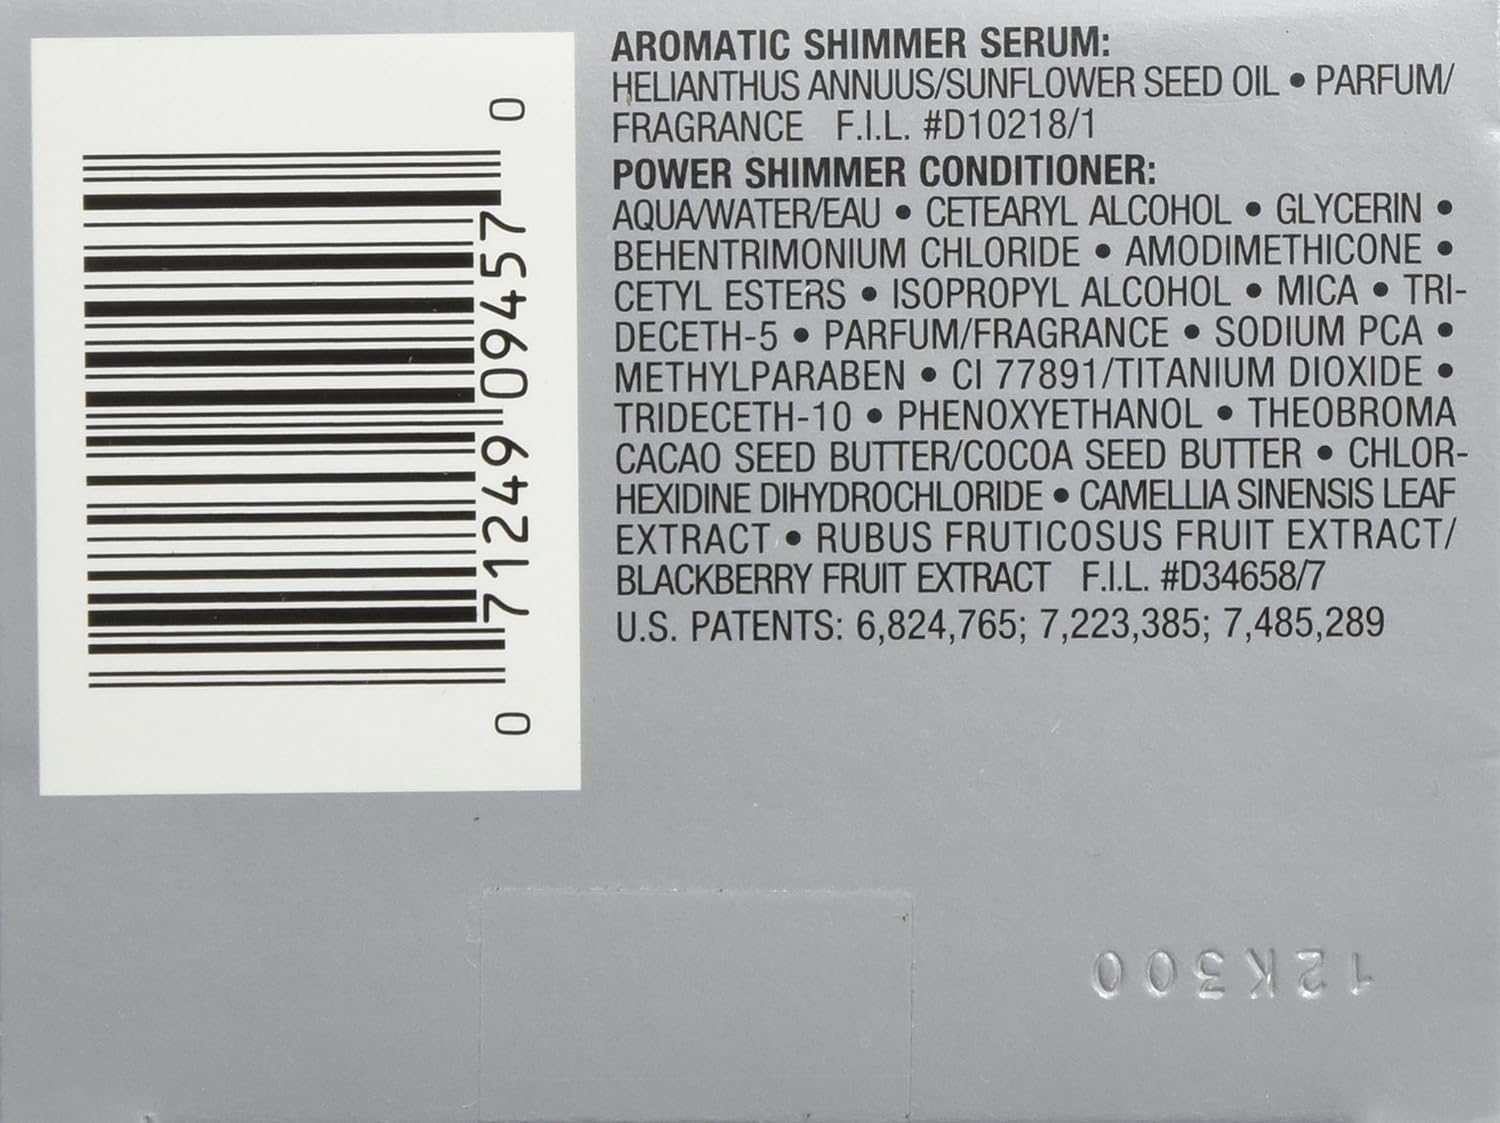 AROMATIC SHIMMER SERUM:
HELIANTHUS ANNUUS/SUNFLOWER SEED OIL • PARFUM/
FRAGRANCE F.I.L. #D10218/1
POWER SHIMMER CONDITIONER:
AQUA/WATER/EAU • CETEARYL ALCOHOL • GLYCERIN •
BEHENTRIMONIUM CHLORIDE • AMODIMETHICONE •
CETYL ESTERS • ISOPROPYL ALCOHOL • MICA • TRI-
DECETH-5 • PARFUM/FRAGRANCE • SODIUM PCA •
METHYLPARABEN • CI 77891/TITANIUM DIOXIDE •
TRIDECETH-10 • PHENOXYETHANOL • THEOBROMA
CACAO SEED BUTTER/COCOA SEED BUTTER • CHLOR-
HEXIDINE DIHYDROCHLORIDE • CAMELLIA SINENSIS LEAF
EXTRACT • RUBUS FRUTICOSUS FRUIT EXTRACT/
BLACKBERRY FRUIT EXTRACT F.I.L. #D34658/7
U.S. PATENTS: 6,824,765; 7,223,385; 7,485,289
0 71249 09457 0
12K300